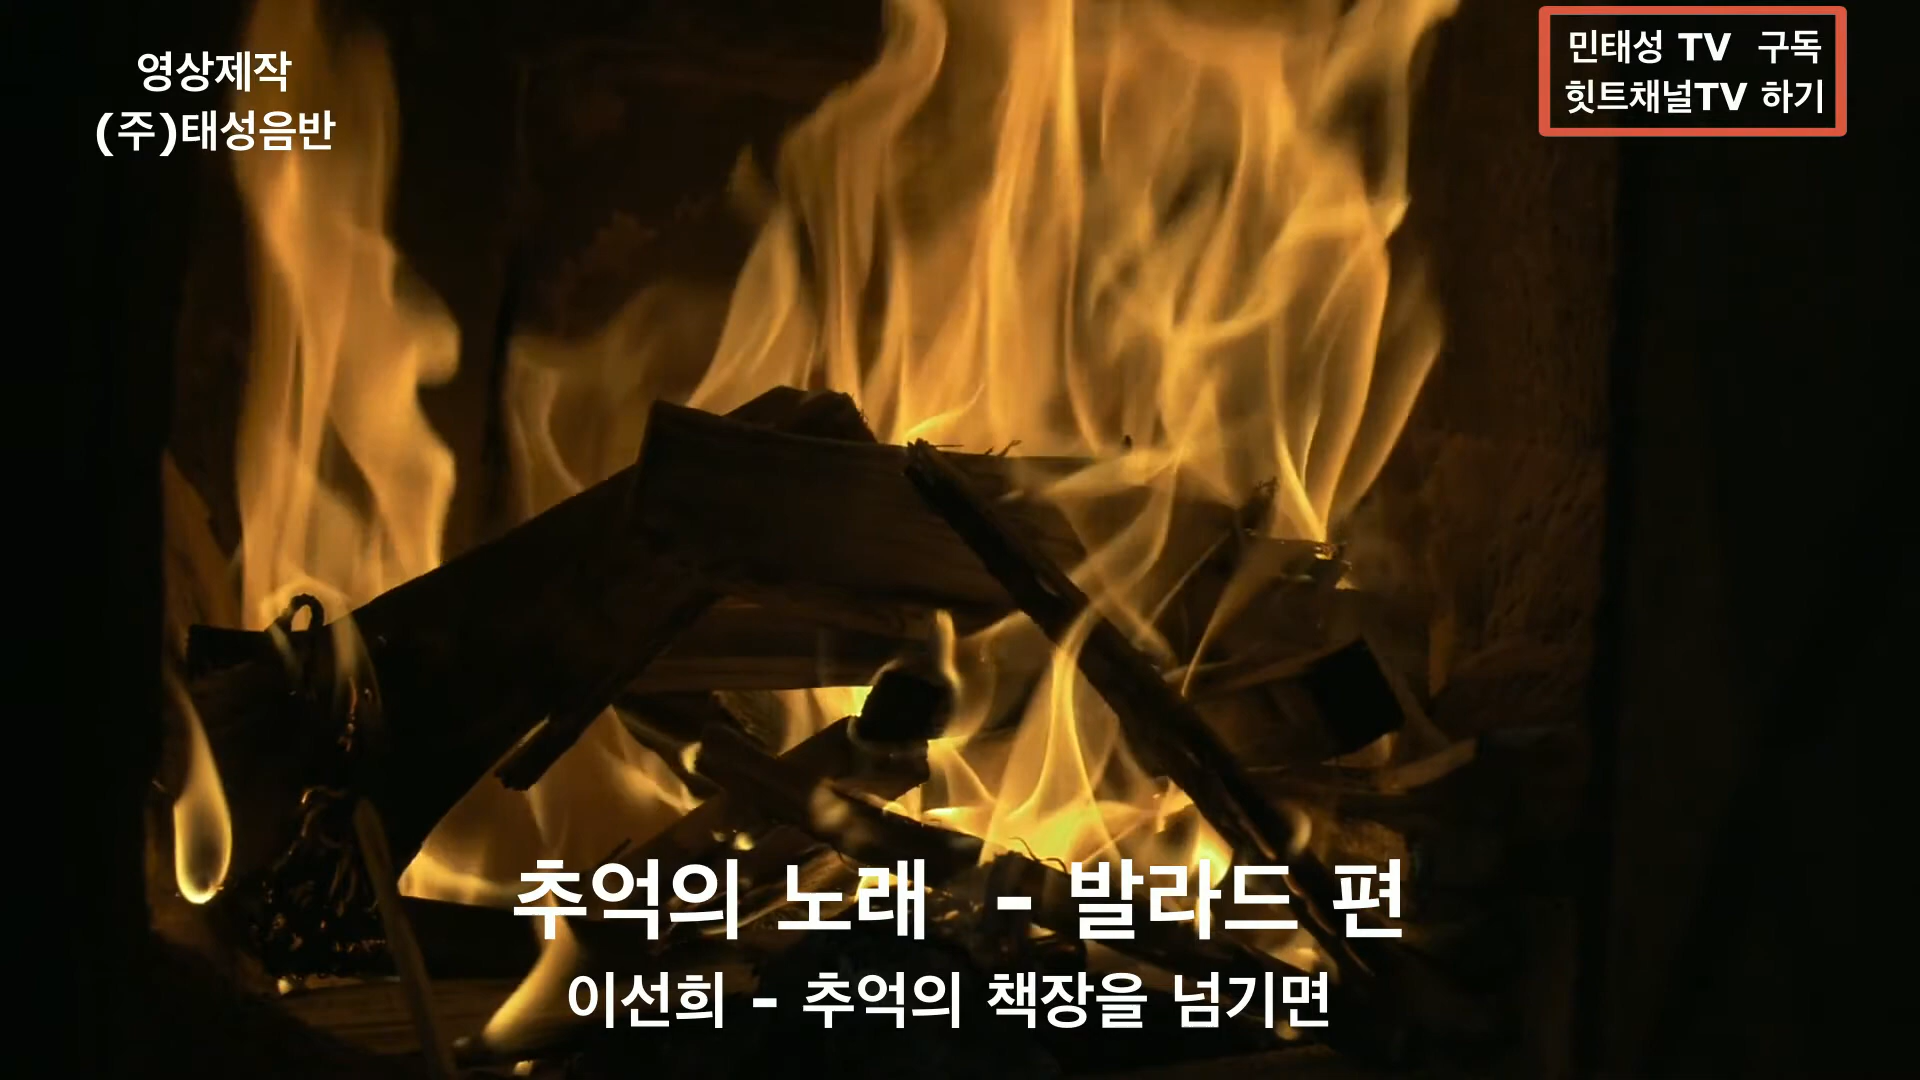 영상제작
(주)태성음반
민태성 TV 구독
힛트채널TV 하기
추억의 노래 - 발라드 편
이선희 - 추억의 책장을 넘기면